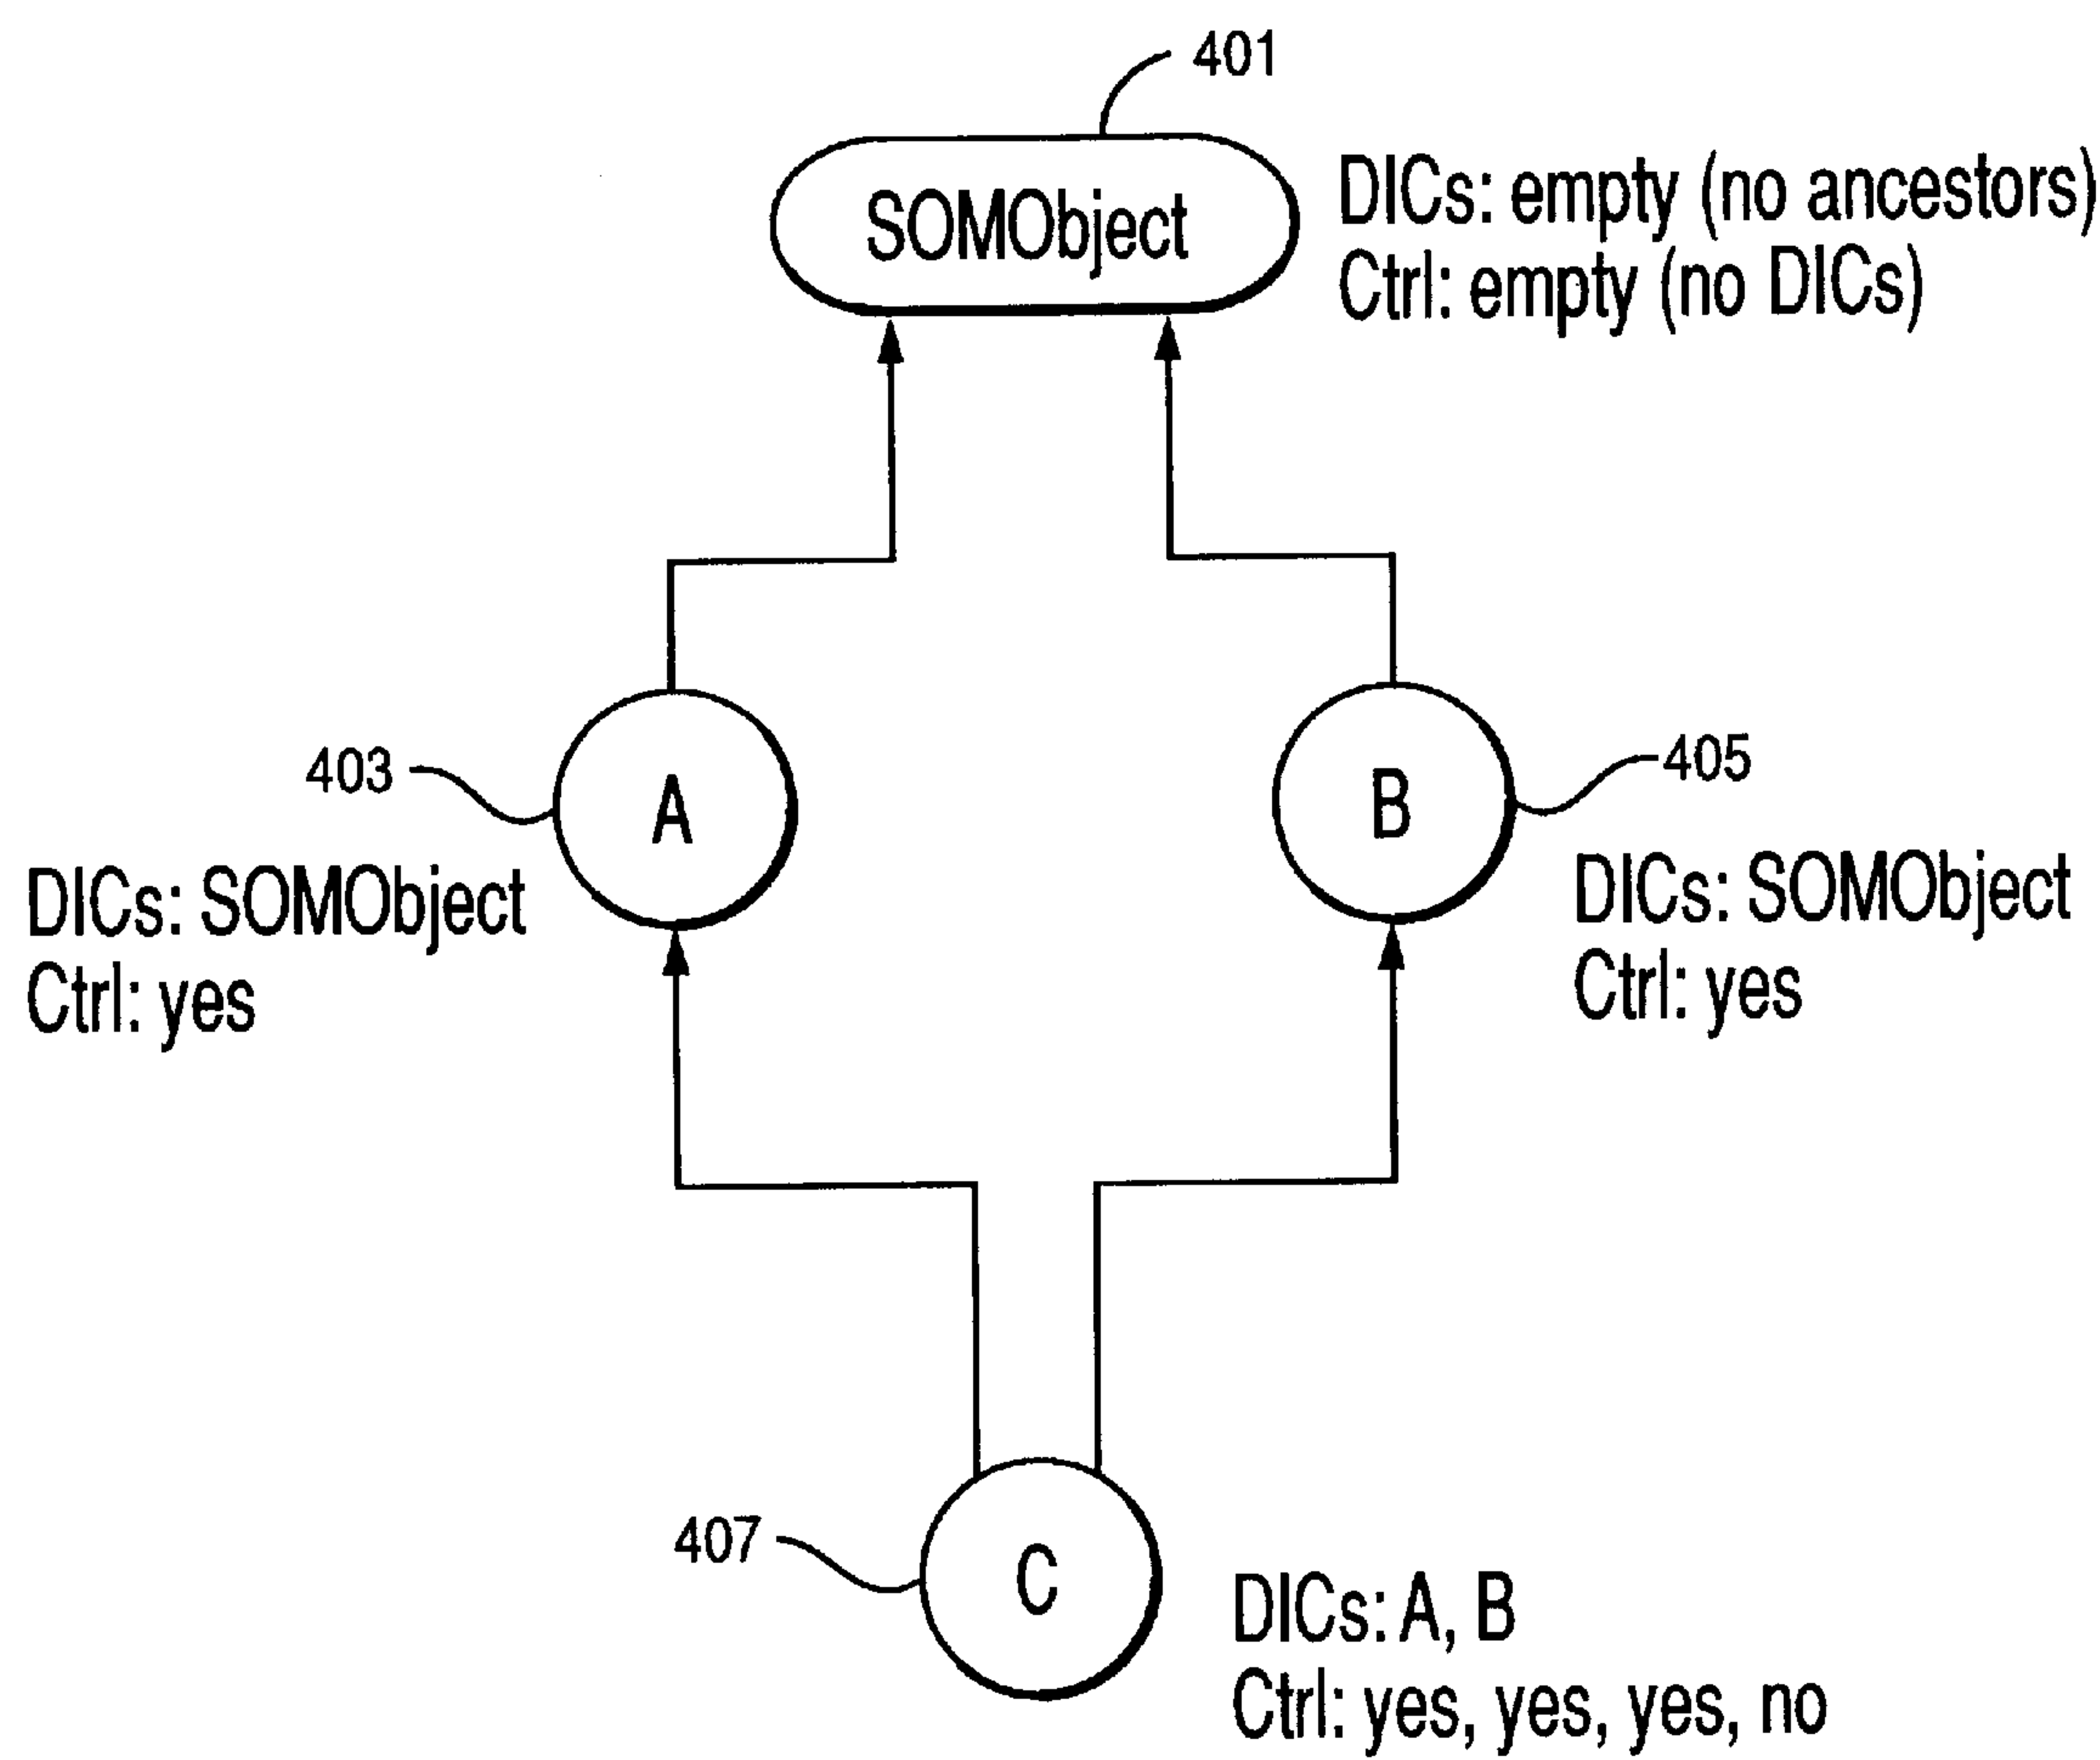 401
SOMObject
DICs: empty (no ancestors)
Ctrl: empty (no DICs)
403
A
B
405
DICs: SOMObject
Ctrl: yes
DICs: SOMObject
Ctrl: yes
407
C
DICs: A, B
Ctrl: yes, yes, yes, no